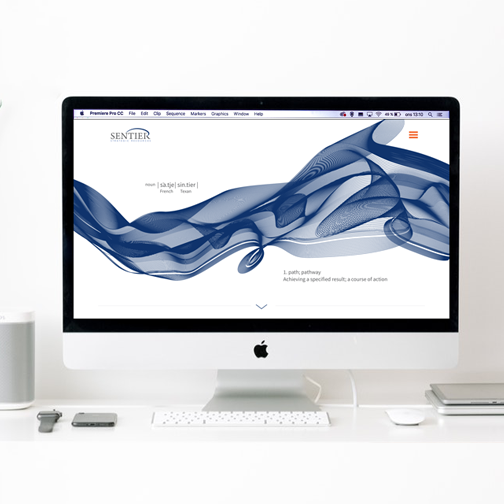 Premiere Pro CC File Edit Clip Sequence Markers Graphics Window Help
SENTIER
French Texan
1. path; pathway
Achieving a specified result; a course of action